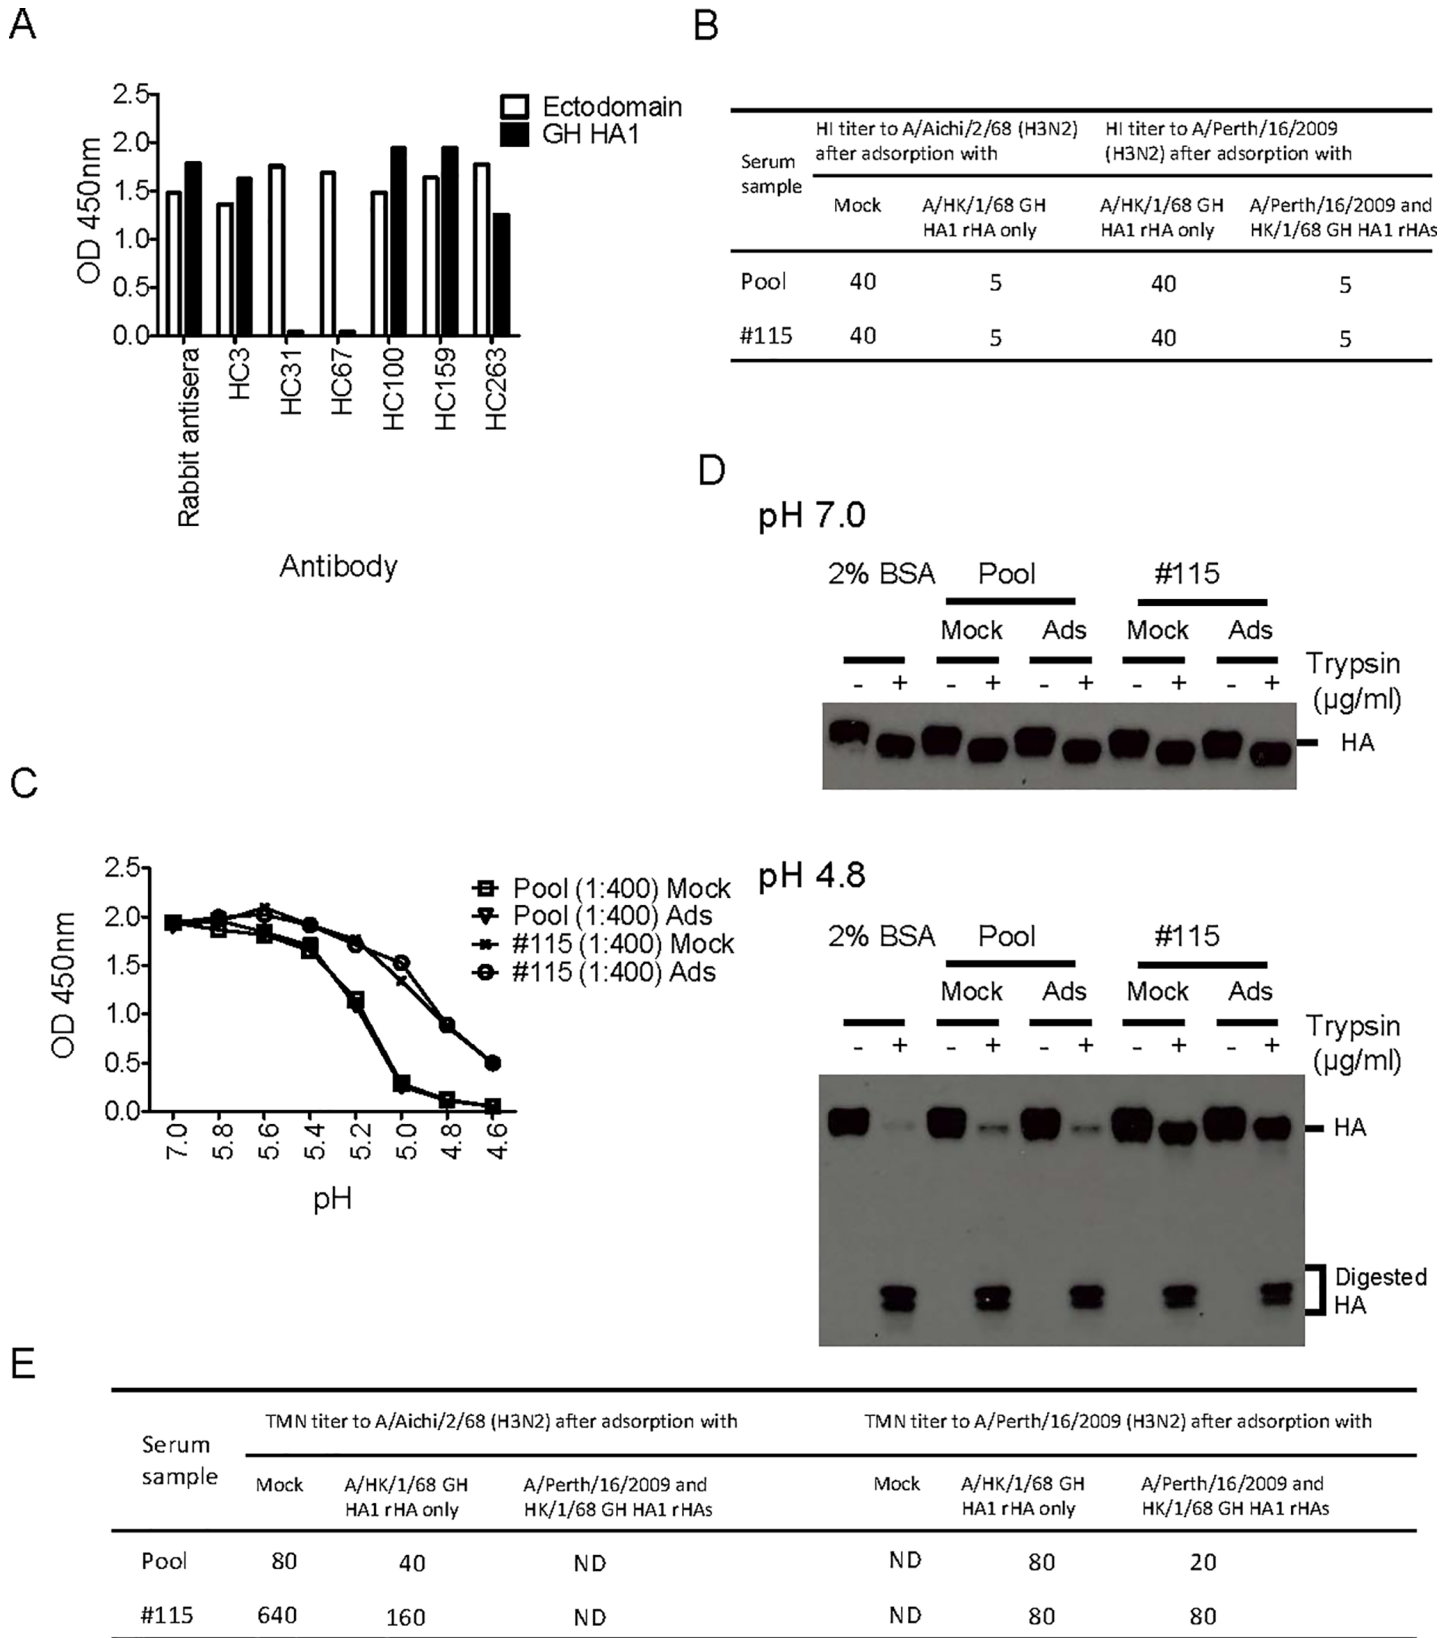 A
2.5
2.0
1.5
1.0
0.5
0.0
OD 450nm
Ectodomain
GH HA1
Rabbit antisera
HC3
HC31
HC67
HC100
HC159
HC263
Antibody
B
Serum sample
HI titer to A/Aichi/2/68 (H3N2)
after adsorption with
HI titer to A/Perth/16/2009
(H3N2) after adsorption with
Mock
A/HK/1/68 GH
HA1 rHA only
A/HK/1/68 GH
HA1 rHA only
A/Perth/16/2009 and
HK/1/68 GH HA1 rHAs
Pool 40 5 40 5
#115 40 5 40 5
C
2.5
2.0
1.5
1.0
0.5
0.0
OD 450nm
Pool (1:400) Mock
Pool (1:400) Ads
#115 (1:400) Mock
#115 (1:400) Ads
7.0
5.8
5.6
5.4
5.2
5.0
4.8
4.6
pH
D
pH 7.0
2% BSA Pool #115
Mock Ads Mock Ads
Trypsin
(µg/ml)
- + - + - + - + - +
HA
pH 4.8
2% BSA Pool #115
Mock Ads Mock Ads
Trypsin
(µg/ml)
- + - + - + - + - +
HA
Digested
HA
E
Serum
sample
TMN titer to A/Aichi/2/68 (H3N2) after adsorption with
TMN titer to A/Perth/16/2009 (H3N2) after adsorption with
Mock
A/HK/1/68 GH
HA1 rHA only
A/Perth/16/2009 and
HK/1/68 GH HA1 rHAs
Mock
A/HK/1/68 GH
HA1 rHA only
A/Perth/16/2009 and
HK/1/68 GH HA1 rHAs
Pool 80 40 ND ND 80 20
#115 640 160 ND ND 80 80